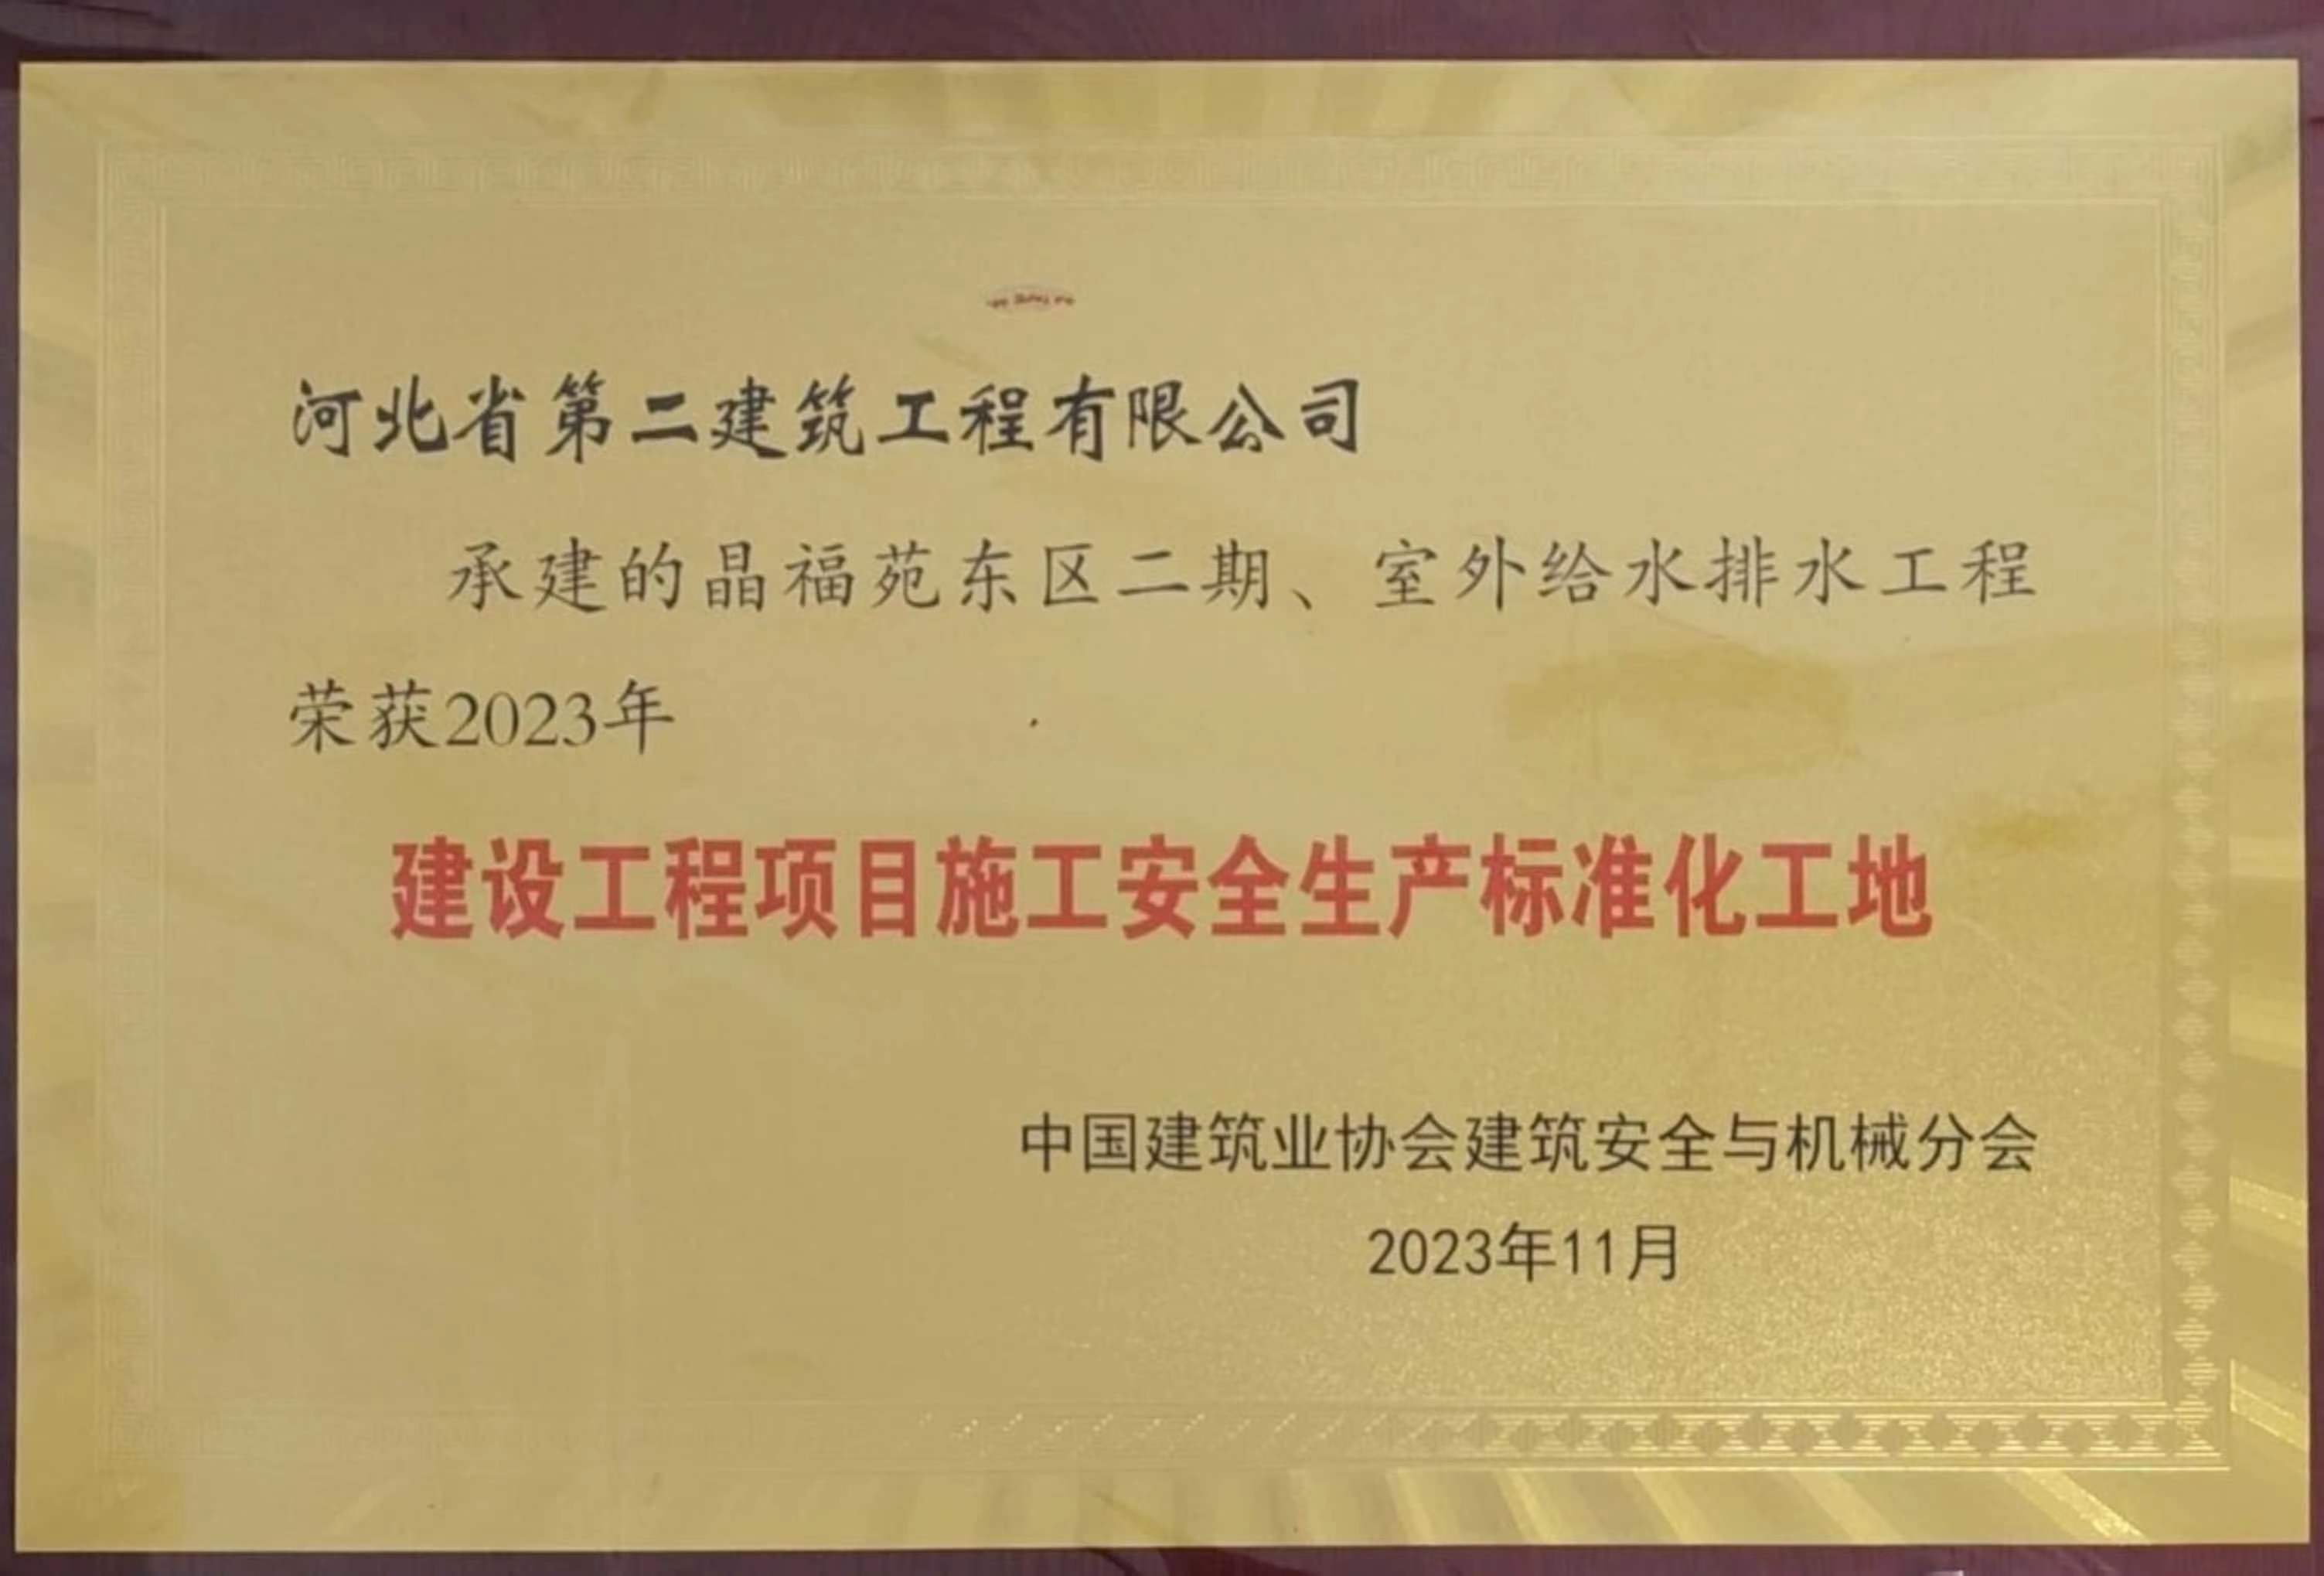 河北省第二建筑工程有限公司
承建的晶福苑东区二期、室外给水排水工程
荣获2023年
建设工程项目施工安全生产标准化工地
中国建筑业协会建筑安全与机械分会
2023年11月